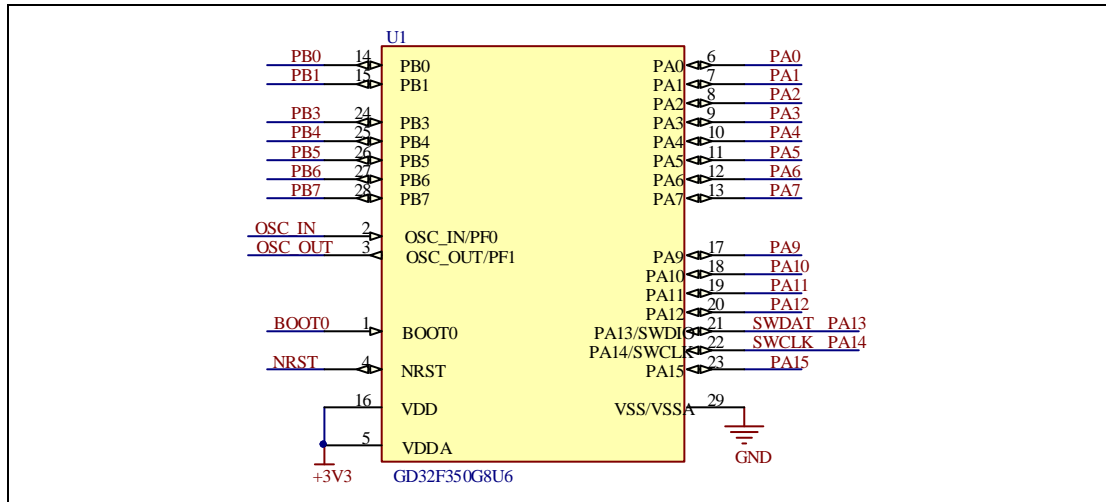 U1
PB0 14 PB0 PA0 6 PA0
PB1 15 PB1 PA1 7 PA1
PA2 8 PA2
PB3 24 PB3 PA3 9 PA3
PB4 25 PB4 PA4 10 PA4
PB5 26 PB5 PA5 11 PA5
PB6 27 PB6 PA6 12 PA6
PB7 28 PB7 PA7 13 PA7
OSC_IN 2 OSC_IN/PF0
OSC_OUT 3 OSC_OUT/PF1 PA9 17 PA9
PA10 18 PA10
PA11 19 PA11
PA12 20 PA12
BOOT0 1 BOOT0 PA13/SWDIO 21 SWDAT PA13
PA14/SWCLK 22 SWCLK PA14
NRST 4 NRST PA15 23 PA15
16 VDD VSS/VSSA 29
5 VDDA
GND
+3V3 GD32F350G8U6